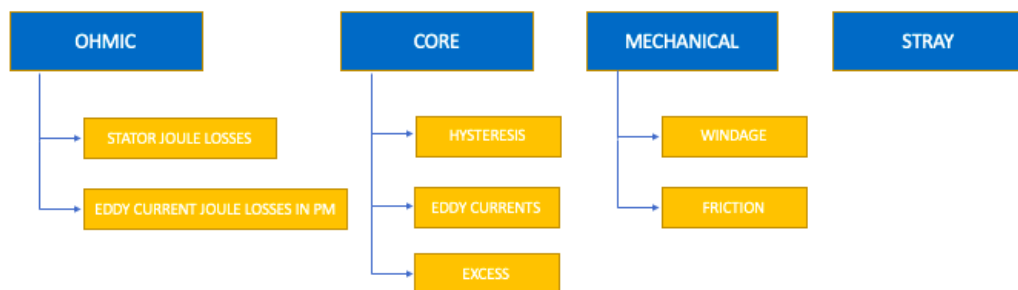 OHMIC
CORE
MECHANICAL
STRAY
STATOR JOULE LOSSES
HYSTERESIS
WINDAGE
EDDY CURRENT JOULE LOSSES IN PM
EDDY CURRENTS
FRICTION
EXCESS